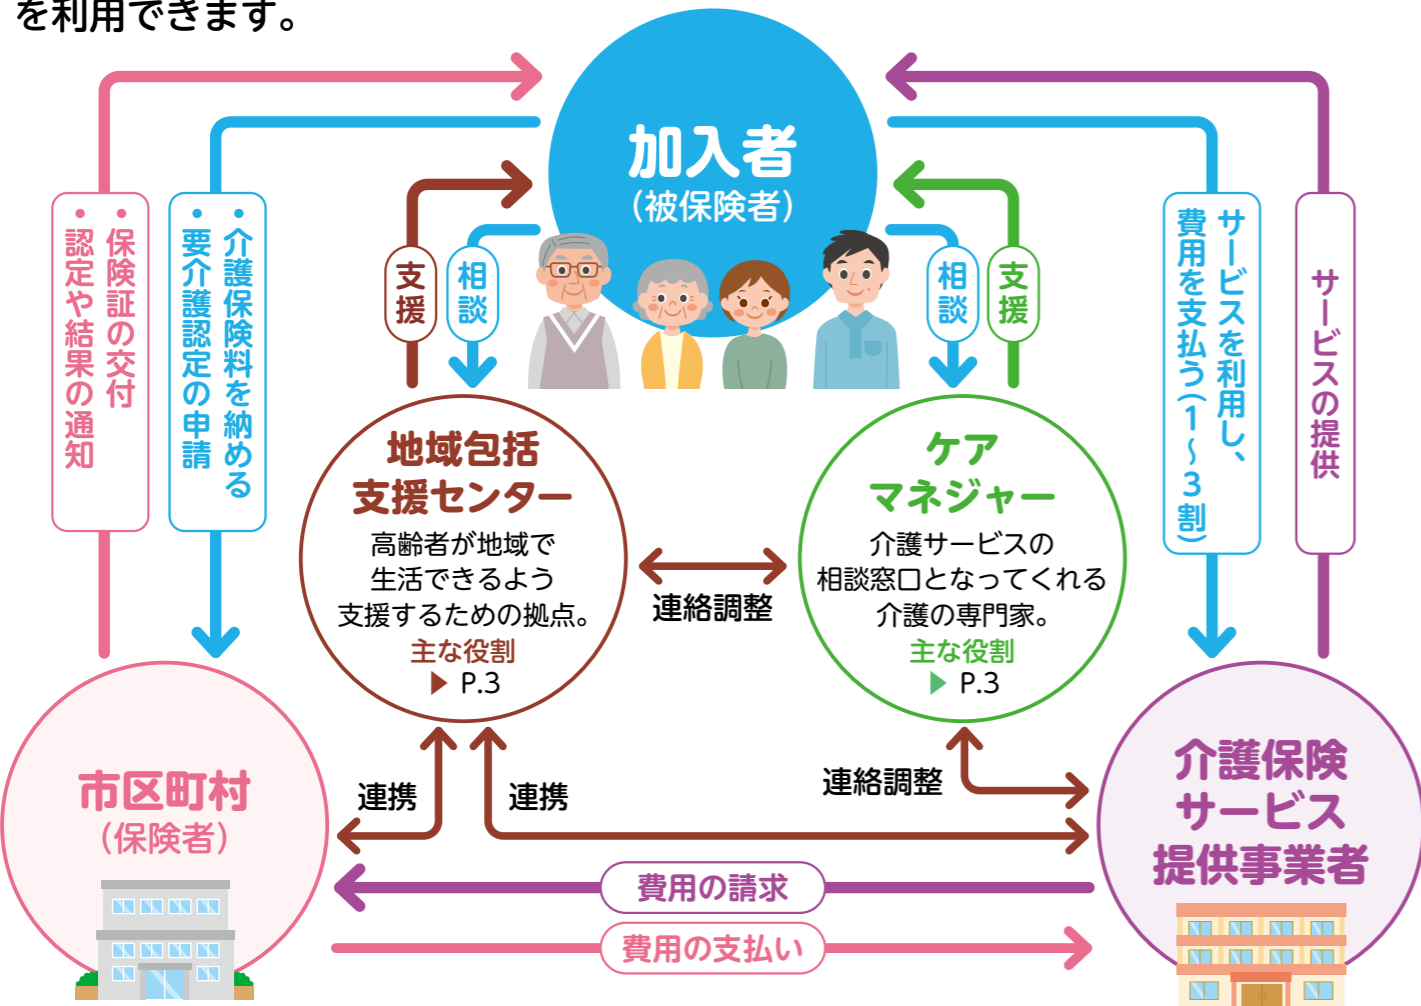 を利用できます。
加入者
（被保険者）
・保険証の交付
・認定や結果の通知
・介護保険料を納める
・要介護認定の申請
支援
相談
相談
支援
サービスを利用し、
費用を支払う（1～3割）
サービスの提供
地域包括
支援センター
高齢者が地域で
生活できるよう
支援するための拠点。
主な役割
▶ P.3
連絡調整
ケア
マネジャー
介護サービスの
相談窓口となってくれる
介護の専門家。
主な役割
▶ P.3
市区町村
（保険者）
連携
連携
連絡調整
介護保険
サービス
提供事業者
費用の請求
費用の支払い